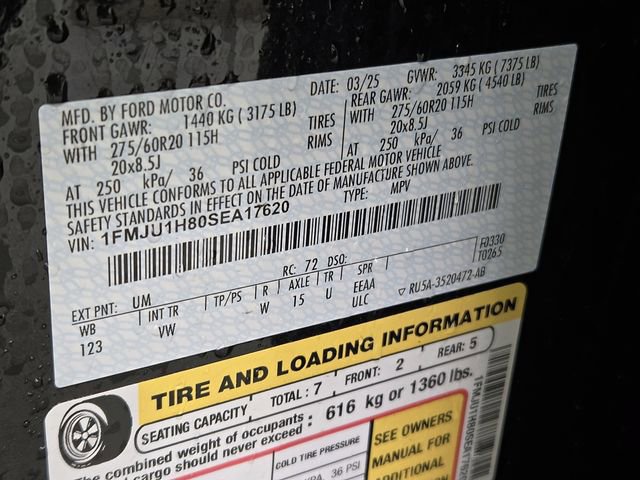 MFD. BY FORD MOTOR CO.
DATE: 03/25 GVWR: 3345 KG ( 7375 LB)
FRONT GAWR: 1440 KG ( 3175 LB) REAR GAWR: 2059 KG ( 4540 LB)
WITH 275/60R20 115H TIRES WITH 275/60R20 115H TIRES
20x8.5J RIMS 20x8.5J RIMS
AT 250 kPa/ 36 PSI COLD AT 250 kPa/ 36 PSI COLD
THIS VEHICLE CONFORMS TO ALL APPLICABLE FEDERAL MOTOR VEHICLE
SAFETY STANDARDS IN EFFECT ON THE DATE OF MANUFACTURE SHOWN ABOVE.
VIN: 1FMJU1H80SEA17620 TYPE: MPV
EXT PNT: UM RC: 72 DSO: F0330
WB INT TR TP/PS R AXLE TR SPR T0265
123 VW W 15 U EEAA
ULC ▽ RU5A-3520472-AB
TIRE AND LOADING INFORMATION
SEATING CAPACITY TOTAL: 7 FRONT: 2 REAR: 5
The combined weight of occupants
cargo should never exceed : 616 kg or 1360 lbs.
COLD TIRE PRESSURE
36 PSI
SEE OWNERS
MANUAL FOR
ADDITIONAL